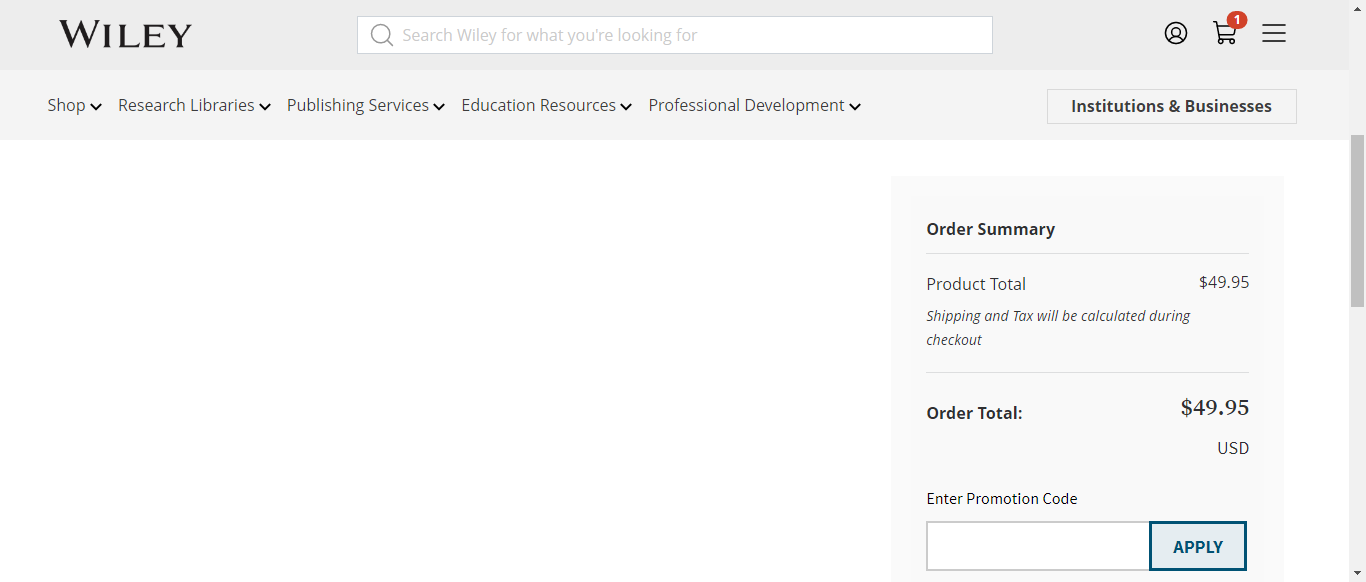 WILEY
Search Wiley for what you're looking for
1
Shop Research Libraries Publishing Services Education Resources Professional Development
Institutions & Businesses
Order Summary
Product Total $49.95
Shipping and Tax will be calculated during
checkout
Order Total: $49.95
USD
Enter Promotion Code
APPLY